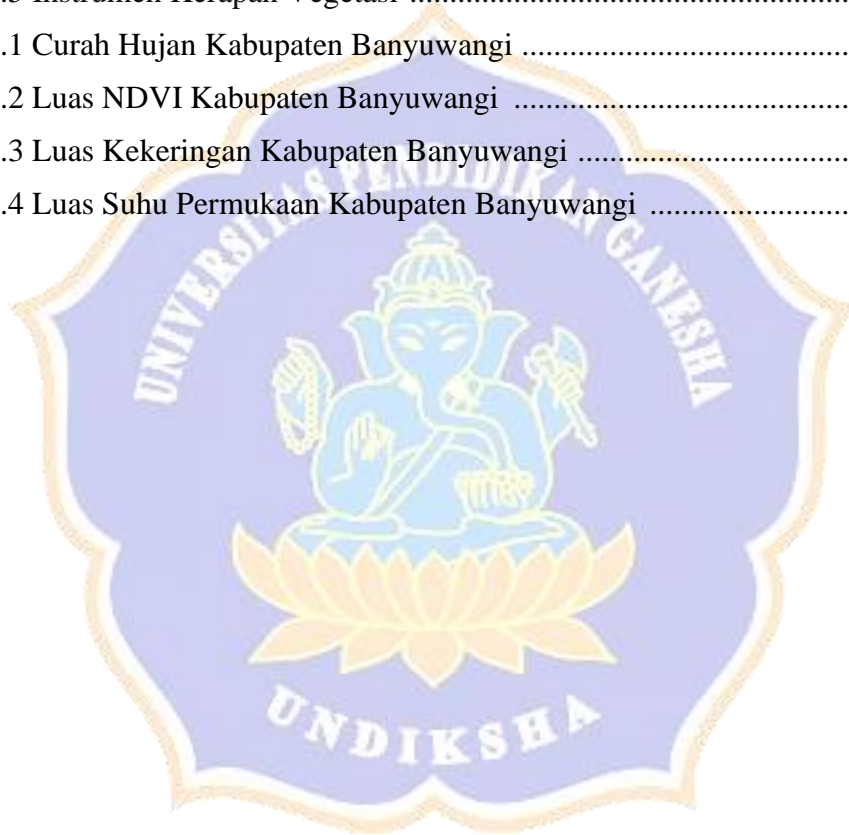 .3 Instrumen Kerapan Vegetasi ......................................................
.1 Curah Hujan Kabupaten Banyuwangi .........................................
.2 Luas NDVI Kabupaten Banyuwangi ..........................................
.3 Luas Kekeringan Kabupaten Banyuwangi ..................................
.4 Luas Suhu Permukaan Kabupaten Banyuwangi .........................
UNIVERSITAS PENDIDIKAN GANESHA
UNDIKSHA